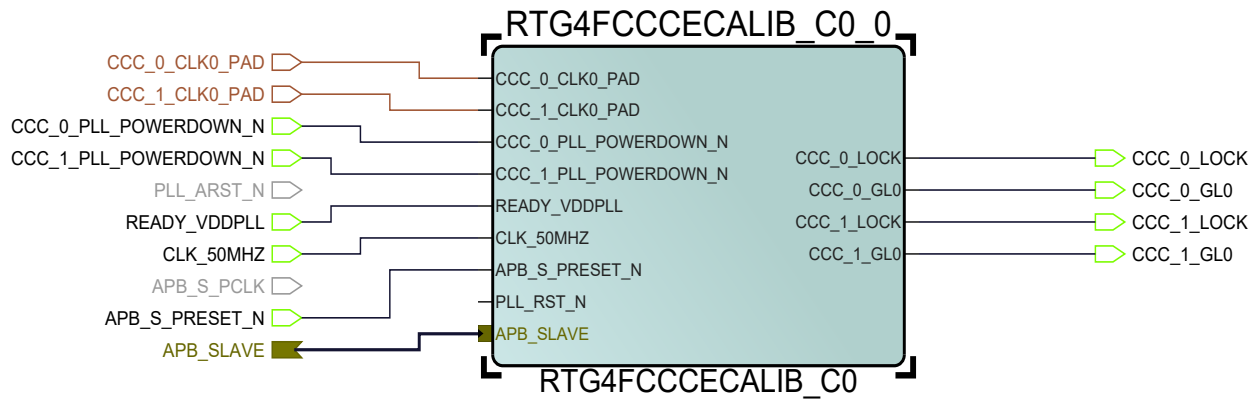 RTG4FCCCECALIB_C0_0
CCC_0_CLK0_PAD
CCC_1_CLK0_PAD
CCC_0_PLL_POWERDOWN_N
CCC_1_PLL_POWERDOWN_N
PLL_ARST_N
READY_VDDPLL
CLK_50MHZ
APB_S_PCLK
APB_S_PRESET_N
APB_SLAVE
CCC_0_CLK0_PAD
CCC_1_CLK0_PAD
CCC_0_PLL_POWERDOWN_N
CCC_1_PLL_POWERDOWN_N
READY_VDDPLL
CLK_50MHZ
APB_S_PRESET_N
PLL_RST_N
APB_SLAVE
CCC_0_LOCK
CCC_0_GL0
CCC_1_LOCK
CCC_1_GL0
CCC_0_LOCK
CCC_0_GL0
CCC_1_LOCK
CCC_1_GL0
RTG4FCCCECALIB_C0